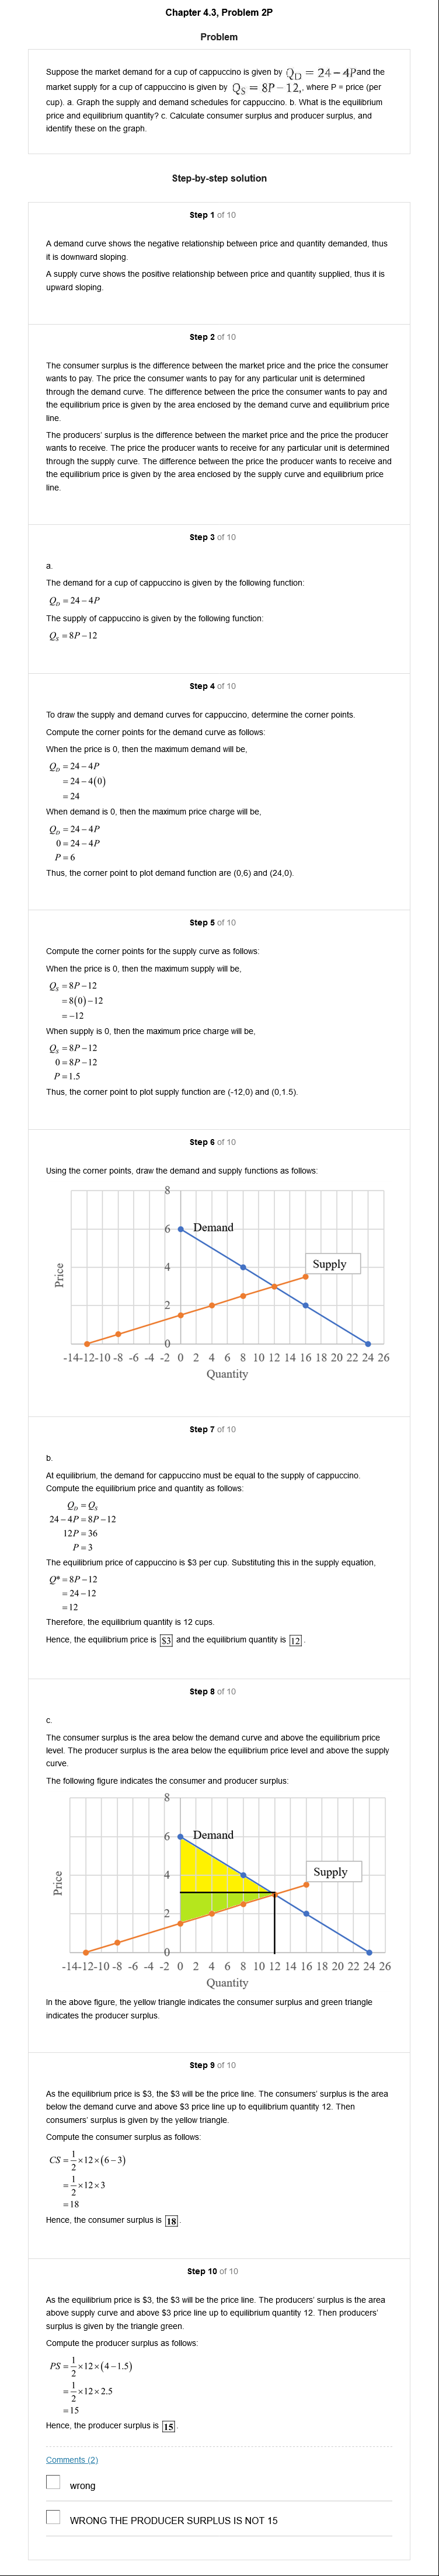 Chapter 4.3, Problem 2P
Problem
Suppose the market demand for a cup of cappuccino is given by Q_D = 24 – 4P and the
market supply for a cup of cappuccino is given by Q_S = 8P – 12,. where P = price (per
cup). a. Graph the supply and demand schedules for cappuccino. b. What is the equilibrium
price and equilibrium quantity? c. Calculate consumer surplus and producer surplus, and
identify these on the graph.
Step-by-step solution
Step 1 of 10
A demand curve shows the negative relationship between price and quantity demanded, thus
it is downward sloping.
A supply curve shows the positive relationship between price and quantity supplied, thus it is
upward sloping.
Step 2 of 10
The consumer surplus is the difference between the market price and the price the consumer
wants to pay. The price the consumer wants to pay for any particular unit is determined
through the demand curve. The difference between the price the consumer wants to pay and
the equilibrium price is given by the area enclosed by the demand curve and equilibrium price
line.
The producers' surplus is the difference between the market price and the price the producer
wants to receive. The price the producer wants to receive for any particular unit is determined
through the supply curve. The difference between the price the producer wants to receive and
the equilibrium price is given by the area enclosed by the supply curve and equilibrium price
line.
Step 3 of 10
a.
The demand for a cup of cappuccino is given by the following function:
Q_D = 24 – 4P
The supply of cappuccino is given by the following function:
Q_S = 8P – 12
Step 4 of 10
To draw the supply and demand curves for cappuccino, determine the corner points.
Compute the corner points for the demand curve as follows:
When the price is 0, then the maximum demand will be,
Q_D = 24 – 4P
= 24 – 4(0)
= 24
When demand is 0, then the maximum price charge will be,
Q_D = 24 – 4P
0 = 24 – 4P
P = 6
Thus, the corner point to plot demand function are (0,6) and (24,0).
Step 5 of 10
Compute the corner points for the supply curve as follows:
When the price is 0, then the maximum supply will be,
Q_S = 8P – 12
= 8(0) – 12
= –12
When supply is 0, then the maximum price charge will be,
Q_S = 8P – 12
0 = 8P – 12
P = 1.5
Thus, the corner point to plot supply function are (-12,0) and (0,1.5).
Step 6 of 10
Using the corner points, draw the demand and supply functions as follows:
8
6 Demand
Supply
4
Price
2
0
-14 -12 -10 -8 -6 -4 -2 0 2 4 6 8 10 12 14 16 18 20 22 24 26
Quantity
Step 7 of 10
b.
At equilibrium, the demand for cappuccino must be equal to the supply of cappuccino.
Compute the equilibrium price and quantity as follows:
Q_D = Q_S
24 – 4P = 8P – 12
12P = 36
P = 3
The equilibrium price of cappuccino is $3 per cup. Substituting this in the supply equation,
Q* = 8P – 12
= 24 – 12
= 12
Therefore, the equilibrium quantity is 12 cups.
Hence, the equilibrium price is $3 and the equilibrium quantity is 12.
Step 8 of 10
c.
The consumer surplus is the area below the demand curve and above the equilibrium price
level. The producer surplus is the area below the equilibrium price level and above the supply
curve.
The following figure indicates the consumer and producer surplus:
8
6 Demand
Supply
4
Price
2
0
-14 -12 -10 -8 -6 -4 -2 0 2 4 6 8 10 12 14 16 18 20 22 24 26
Quantity
In the above figure, the yellow triangle indicates the consumer surplus and green triangle
indicates the producer surplus.
Step 9 of 10
As the equilibrium price is $3, the $3 will be the price line. The consumers' surplus is the area
below the demand curve and above $3 price line up to equilibrium quantity 12. Then
consumers' surplus is given by the yellow triangle.
Compute the consumer surplus as follows:
CS = 1/2 × 12 × (6 – 3)
= 1/2 × 12 × 3
= 18
Hence, the consumer surplus is 18.
Step 10 of 10
As the equilibrium price is $3, the $3 will be the price line. The producers' surplus is the area
above supply curve and above $3 price line up to equilibrium quantity 12. Then producers'
surplus is given by the triangle green.
Compute the producer surplus as follows:
PS = 1/2 × 12 × (4 – 1.5)
= 1/2 × 12 × 2.5
= 15
Hence, the producer surplus is 15.
Comments (2)
wrong
WRONG THE PRODUCER SURPLUS IS NOT 15